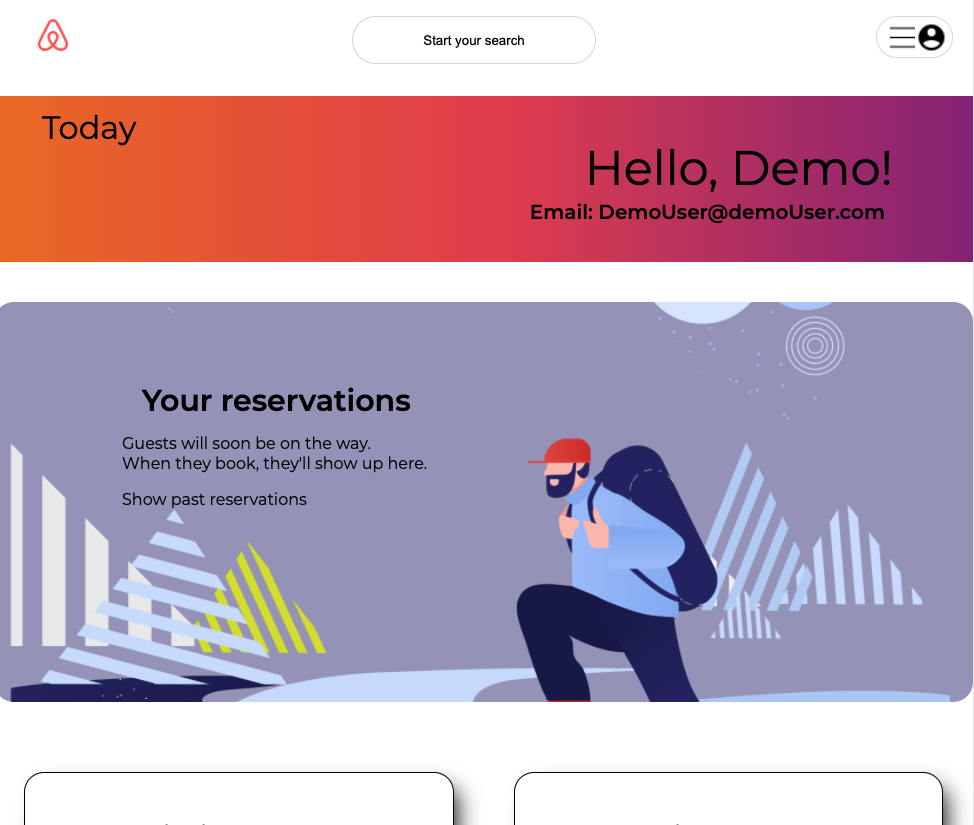 Start your search
Today
Hello, Demo!
Email: DemoUser@demoUser.com
Your reservations
Guests will soon be on the way.
When they book, they'll show up here.
Show past reservations